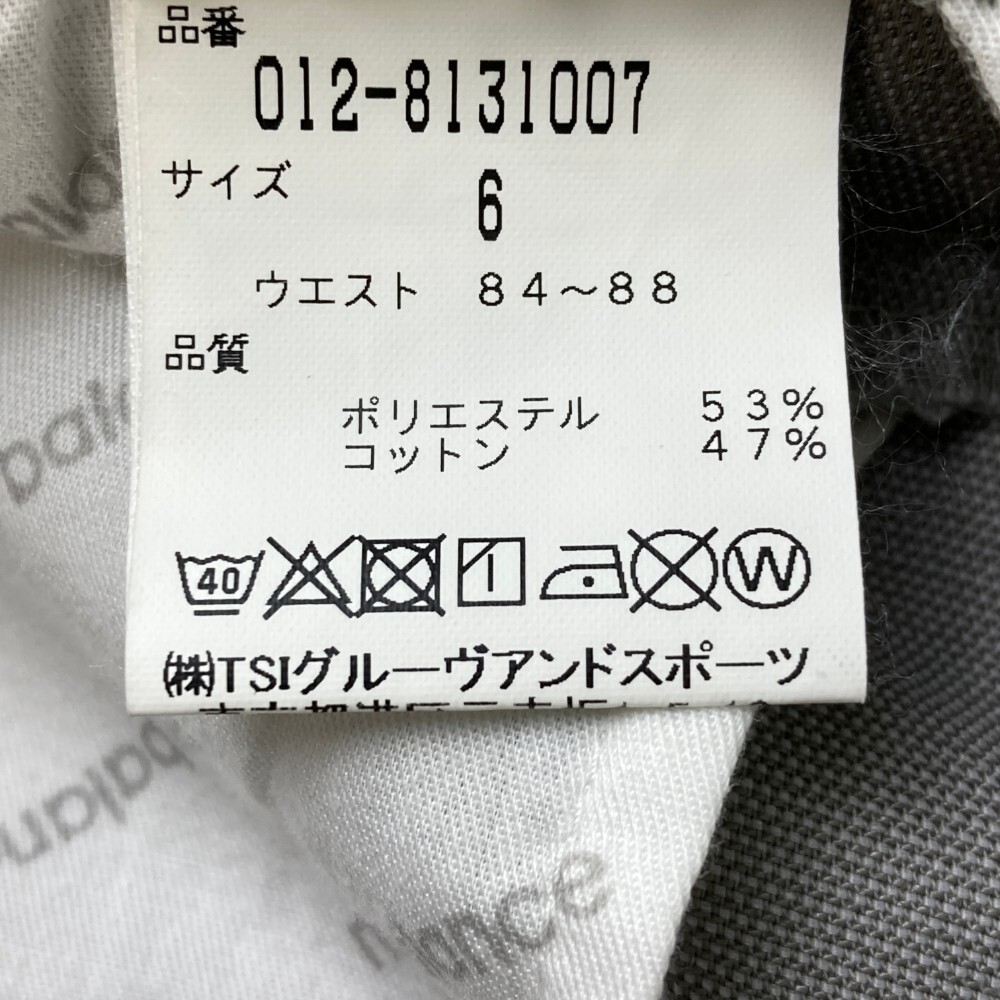 品番
012-8131007
サイズ
6
ウエスト 84～88
品質
ポリエステル 53%
コットン 47%
40
W
(株)TSIグルーヴアンドスポーツ
balan
ance